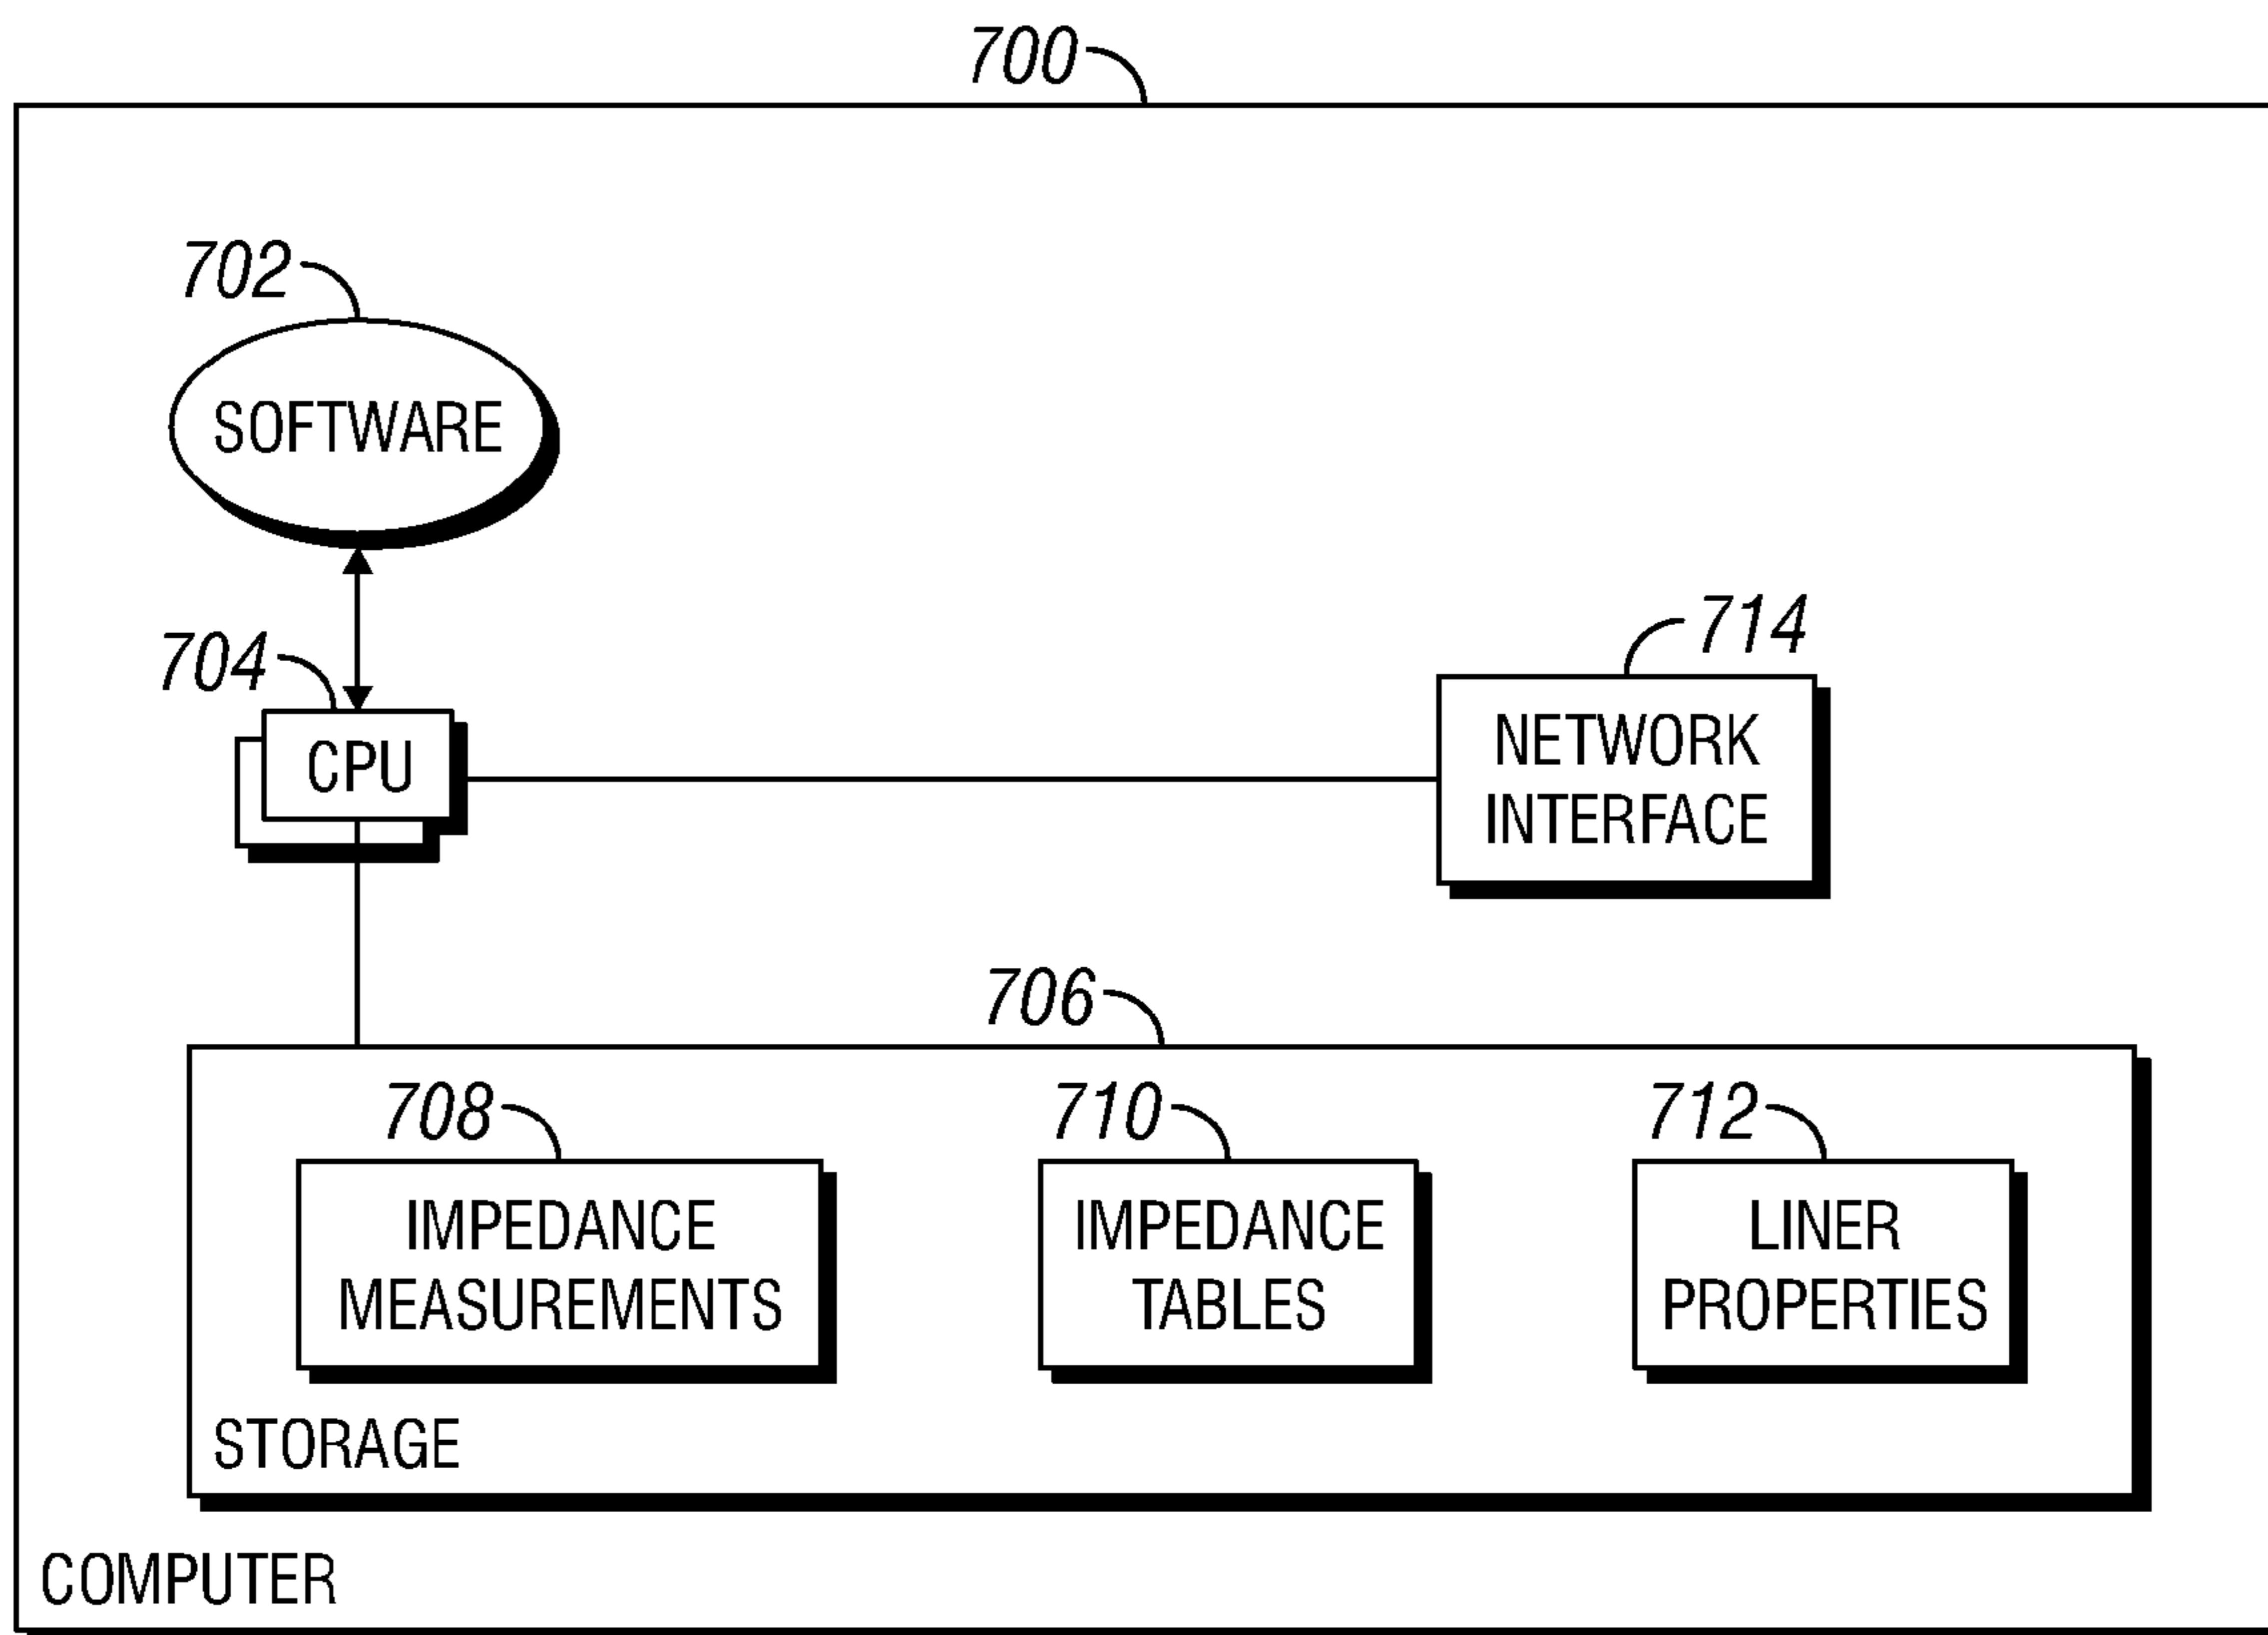 700
702
SOFTWARE
704
CPU
714
NETWORK
INTERFACE
706
708
IMPEDANCE
MEASUREMENTS
710
IMPEDANCE
TABLES
712
LINER
PROPERTIES
STORAGE
COMPUTER